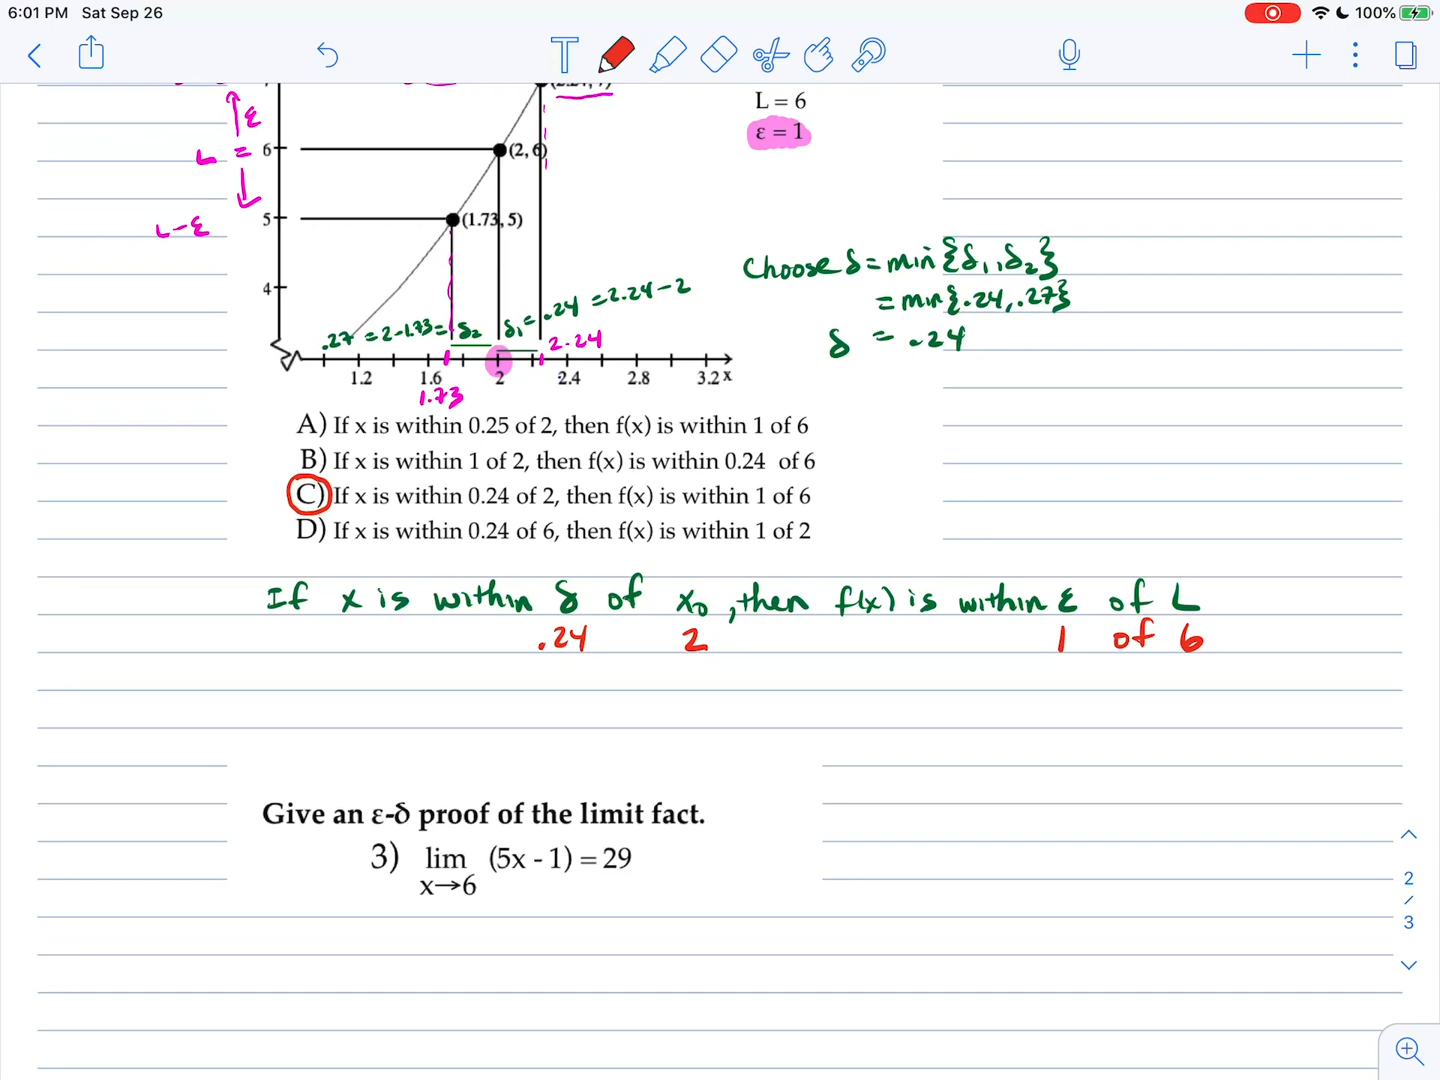 6:01 PM Sat Sep 26
100%
L = 6
ε = 1
ε
L =
L-ε
6
(2, 6)
5
(1.73, 5)
4
Choose δ = min{δ₁, δ₂}
= min{.24, .27}
δ = .24
.27 = 2-1.73 = δ₂
δ₁ = .24 = 2.24-2
2.24
1.2 1.6 2 2.4 2.8 3.2 x
1.73
A) If x is within 0.25 of 2, then f(x) is within 1 of 6
B) If x is within 1 of 2, then f(x) is within 0.24 of 6
C) If x is within 0.24 of 2, then f(x) is within 1 of 6
D) If x is within 0.24 of 6, then f(x) is within 1 of 2
If x is within δ of x₀, then f(x) is within ε of L
.24 2 1 of 6
Give an ε-δ proof of the limit fact.
3) lim (5x - 1) = 29
x→6
2
/
3